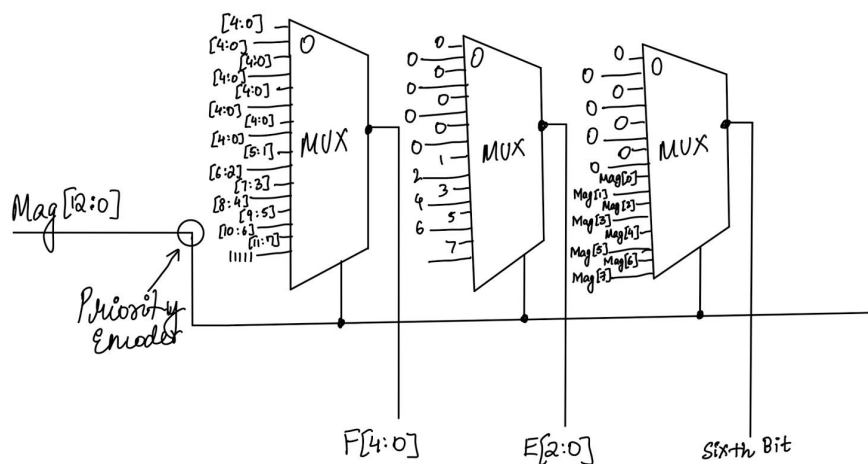 [4:0]
[4:0]
[4:0]
[4:0]
[4:0]
[4:0]
[4:0]
[4:0]
[5:1]
[6:2]
[7:3]
[8:4]
[9:5]
[10:6]
[11:7]
11111
0
MUX
0
0
0
0
0
0
0
0
1
2
3
4
5
6
7
0
MUX
0
0
0
0
0
0
0
0
Mag[0]
Mag[1]
Mag[2]
Mag[3]
Mag[4]
Mag[5]
Mag[6]
Mag[7]
0
MUX
Mag[12:0]
Priority
Encoder
F[4:0]
E[2:0]
Sixth Bit